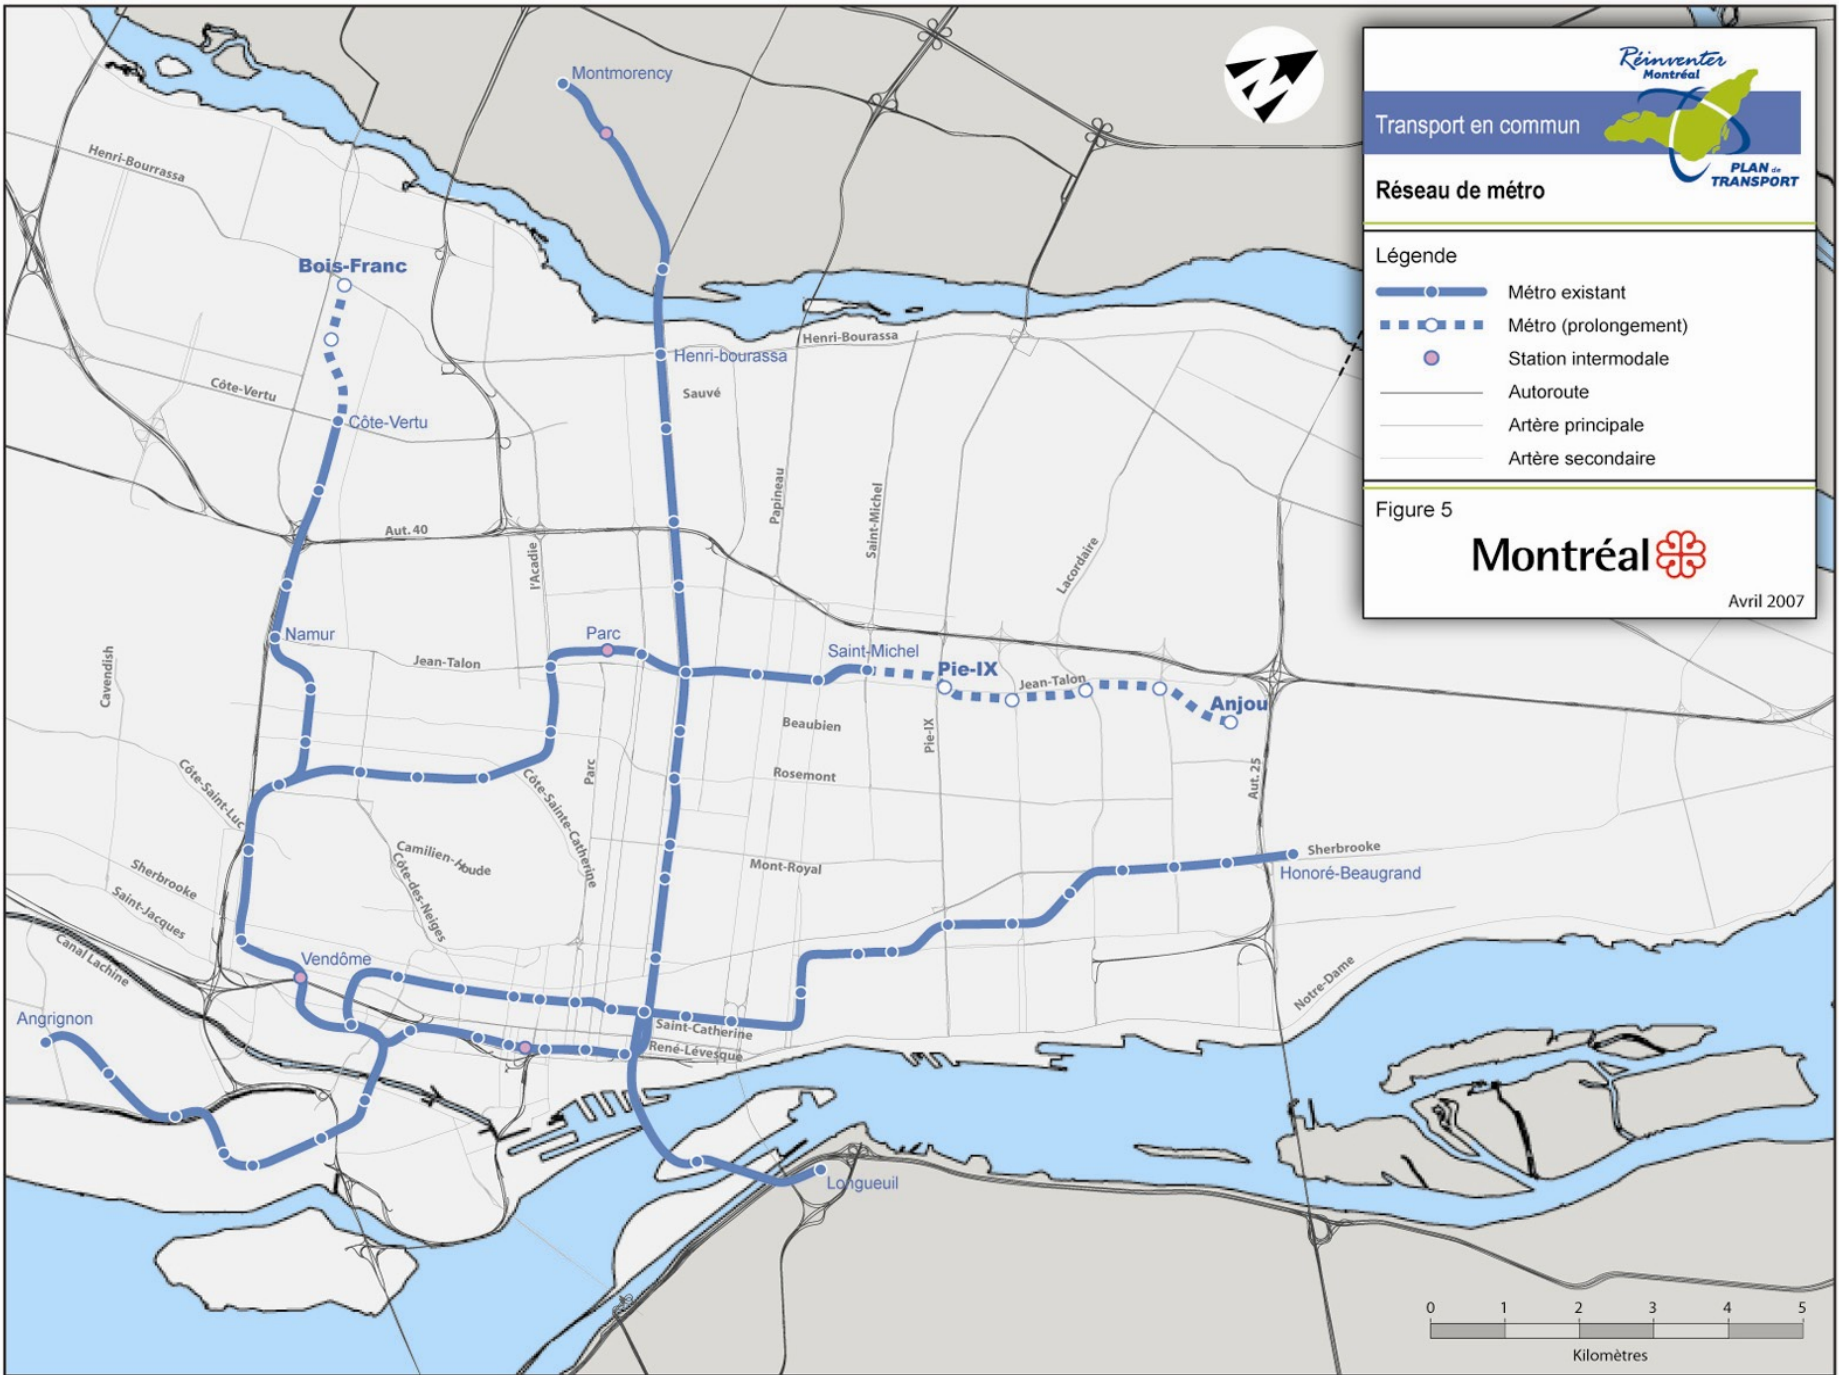 Montmorency
Réinventer
Montréal
Transport en commun
PLAN de
TRANSPORT
Réseau de métro
Henri-Bourrassa
Légende
Bois-Franc
Métro existant
Métro (prolongement)
Henri-Bourassa
Henri-bourassa
Station intermodale
Côte-Vertu
Sauvé
Autoroute
Côte-Vertu
Artère principale
Artère secondaire
Papineau
Saint-Michel
Figure 5
Aut. 40
l'Acadie
Lacordaire
Montréal
Avril 2007
Namur
Parc
Saint-Michel
Cavendish
Jean-Talon
Pie-IX
Jean-Talon
Anjou
Beaubien
Pie-IX
Côte-Saint-Luc
Côte-Sainte-Catherine
Parc
Rosemont
Aut. 25
Camilien-Houde
Côte-des-Neiges
Mont-Royal
Sherbrooke
Honoré-Beaugrand
Sherbrooke
Saint-Jacques
Canal Lachine
Vendôme
Notre-Dame
Angrignon
Saint-Catherine
René-Lévesque
Longueuil
0 1 2 3 4 5
Kilomètres